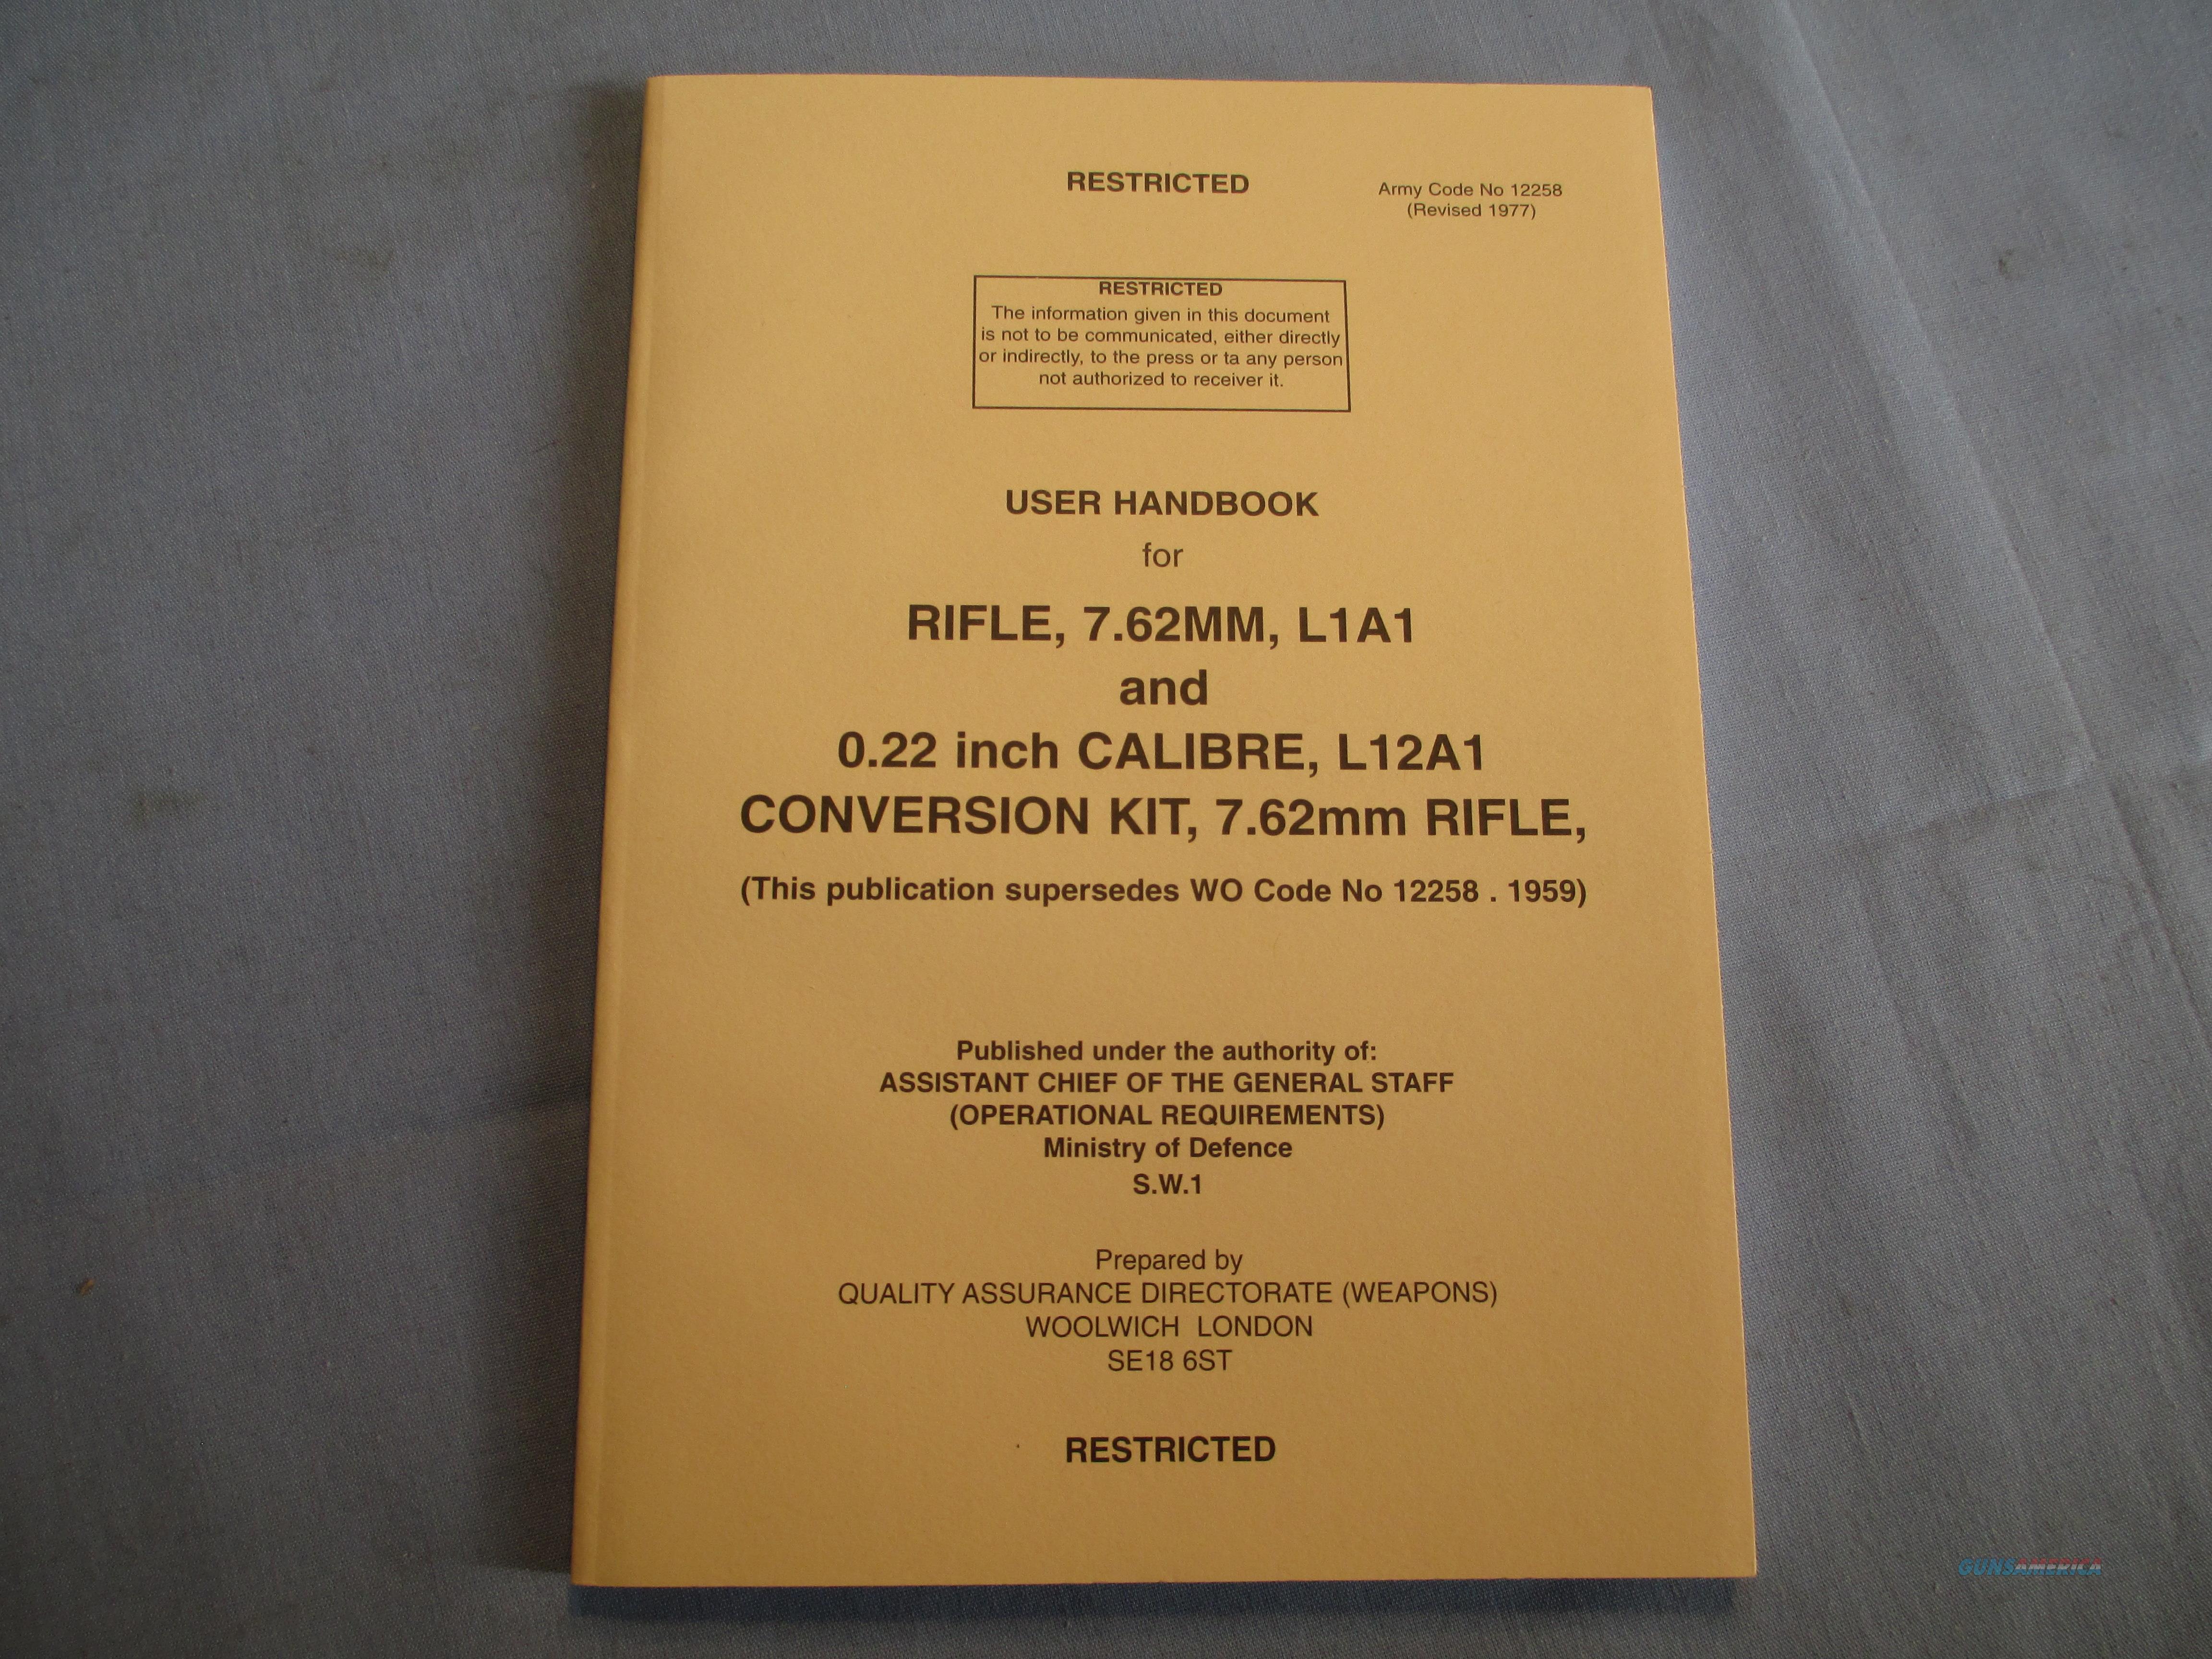 RESTRICTED
Army Code No 12258
(Revised 1977)
RESTRICTED
The information given in this document
is not to be communicated, either directly
or indirectly, to the press or ta any person
not authorized to receiver it.
USER HANDBOOK
for
RIFLE, 7.62MM, L1A1
and
0.22 inch CALIBRE, L12A1
CONVERSION KIT, 7.62mm RIFLE,
(This publication supersedes WO Code No 12258 . 1959)
Published under the authority of:
ASSISTANT CHIEF OF THE GENERAL STAFF
(OPERATIONAL REQUIREMENTS)
Ministry of Defence
S.W.1
Prepared by
QUALITY ASSURANCE DIRECTORATE (WEAPONS)
WOOLWICH LONDON
SE18 6ST
RESTRICTED
GUNSAMERICA